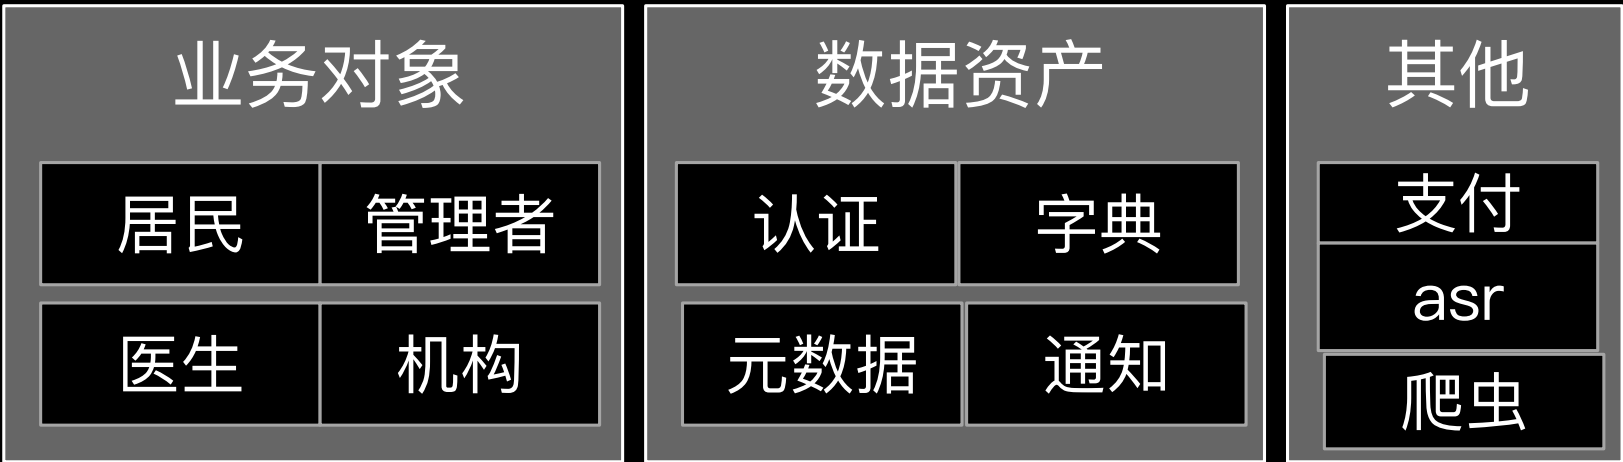 业务对象
居民 管理者
医生 机构
数据资产
认证 字典
元数据 通知
其他
支付
asr
爬虫